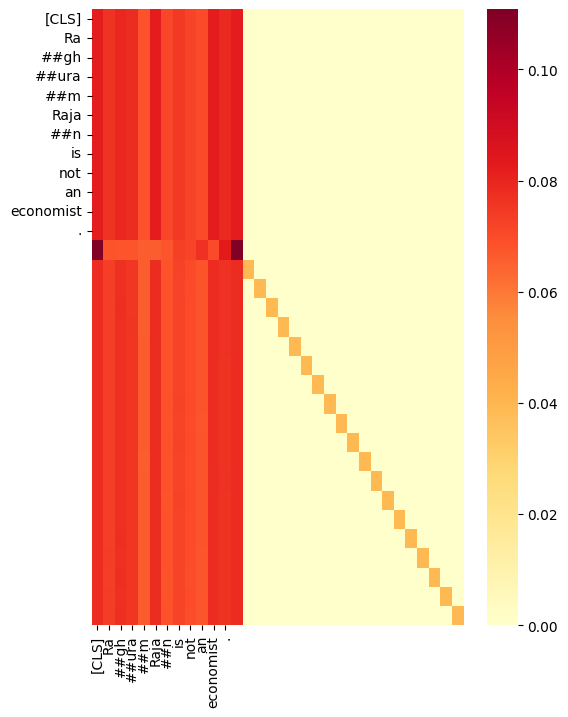 [CLS]
Ra
##gh
##ura
##m
Raja
##n
is
not
an
economist
.
0.10
0.08
0.06
0.04
0.02
0.00
[CLS]
Ra
##gh
##ura
##m
Raja
##n
is
not
an
economist
.